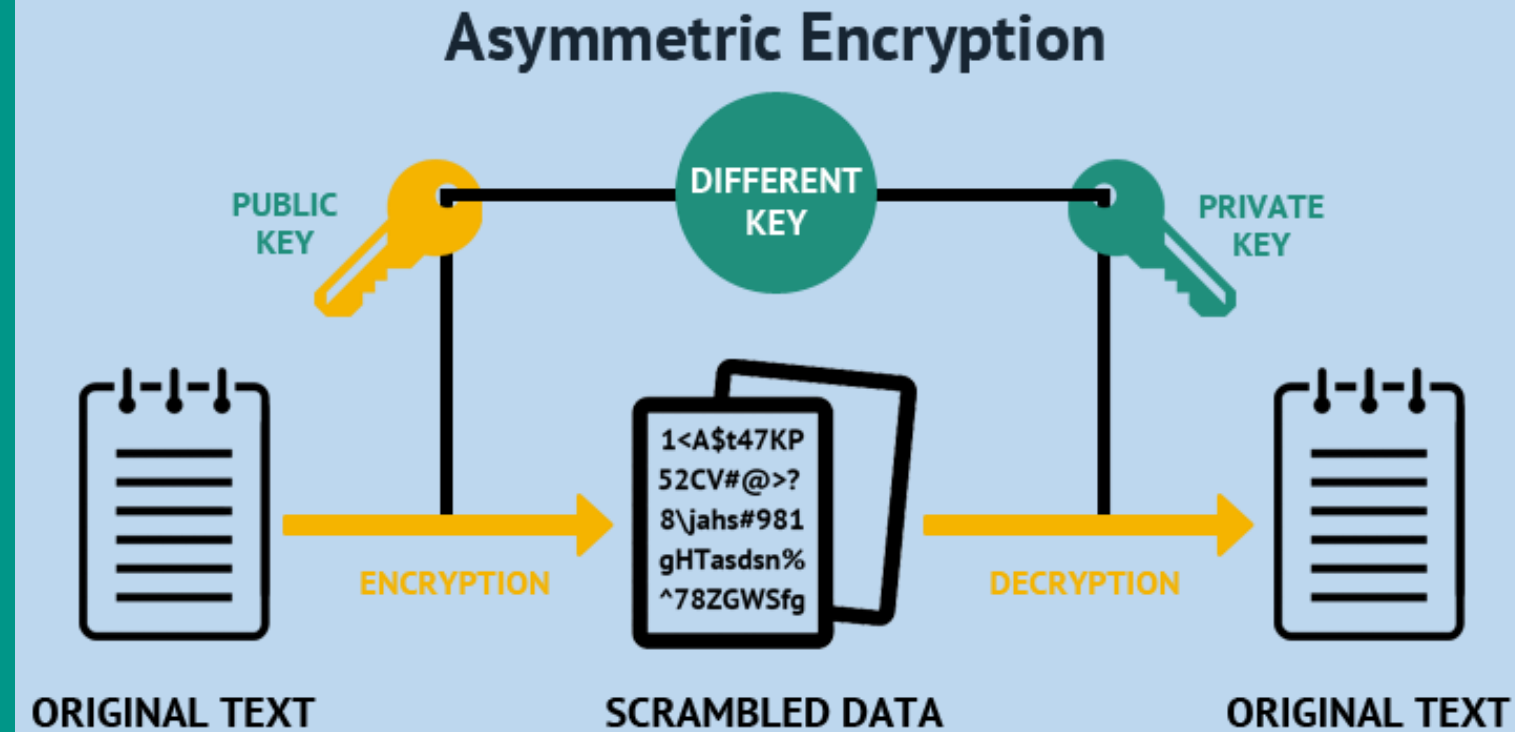 Asymmetric Encryption
PUBLIC
KEY
DIFFERENT
KEY
PRIVATE
KEY
1<A$t47KP
52CV#@>?
8\jahs#981
gHTasdsn%
^78ZGWSfg
ENCRYPTION
DECRYPTION
ORIGINAL TEXT
SCRAMBLED DATA
ORIGINAL TEXT